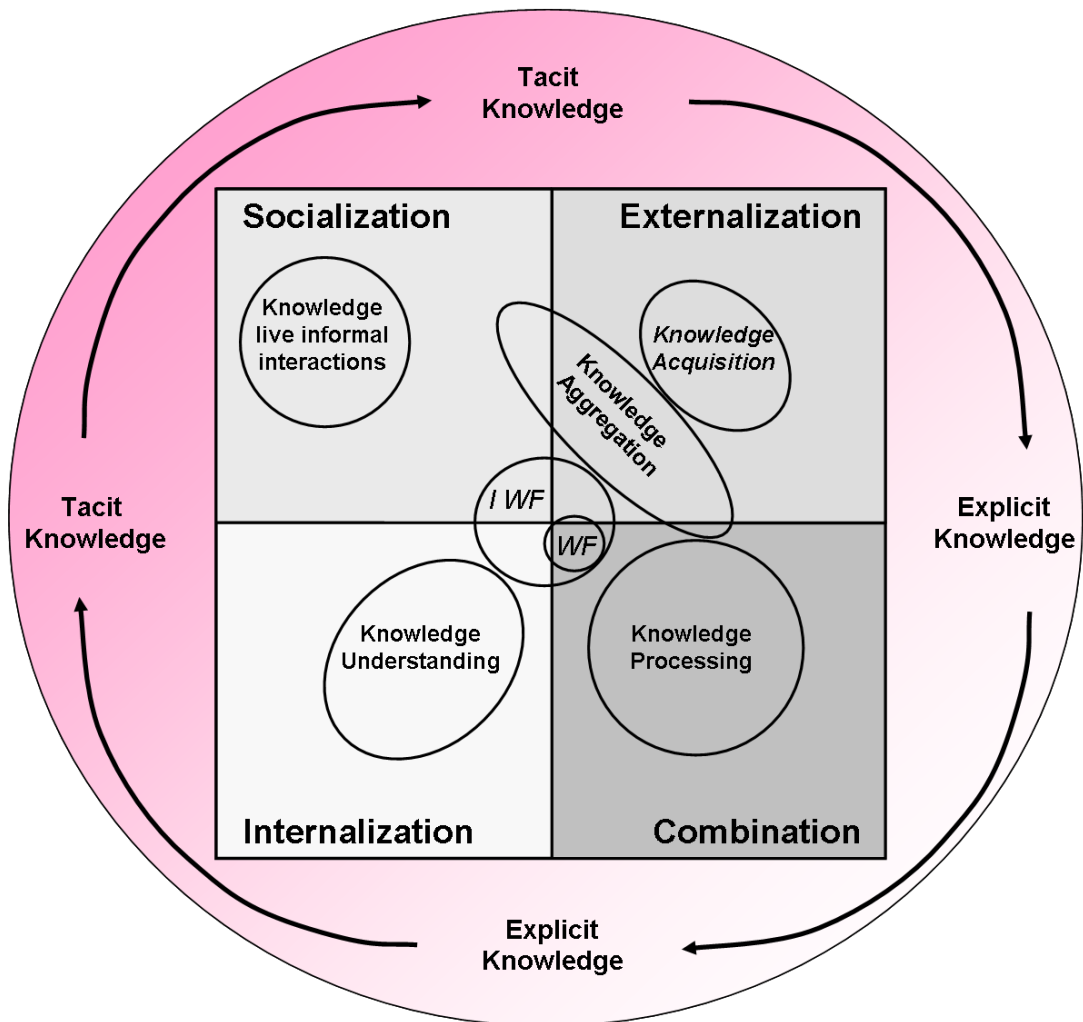 Tacit
Knowledge
Socialization
Externalization
Knowledge
live informal
interactions
Knowledge
Acquisition
Knowledge
Aggregation
I WF
Tacit
Knowledge
Explicit
Knowledge
WF
Knowledge
Understanding
Knowledge
Processing
Internalization
Combination
Explicit
Knowledge